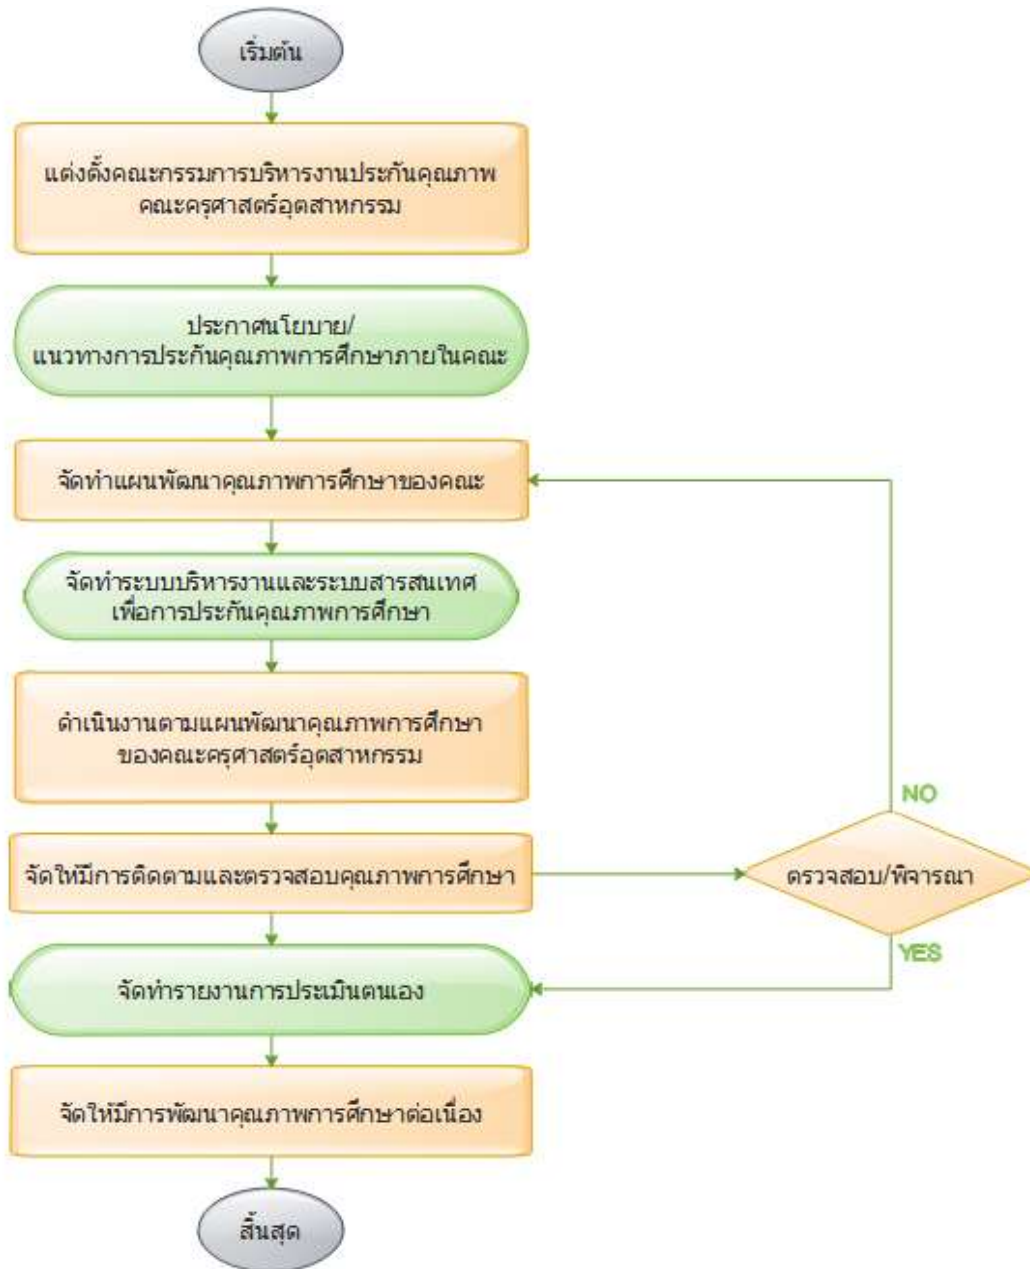 เริ่มต้น
แต่งตั้งคณะกรรมการบริหารงานประกันคุณภาพ
คณะครุศาสตร์อุตสาหกรรม
ประกาศนโยบาย/
แนวทางการประกันคุณภาพการศึกษาภายในคณะ
จัดทำแผนพัฒนาคุณภาพการศึกษาของคณะ
จัดทำระบบบริหารงานและระบบสารสนเทศ
เพื่อการประกันคุณภาพการศึกษา
ดำเนินงานตามแผนพัฒนาคุณภาพการศึกษา
ของคณะครุศาสตร์อุตสาหกรรม
NO
จัดให้มีการติดตามและตรวจสอบคุณภาพการศึกษา
ตรวจสอบ/พิจารณา
YES
จัดทำรายงานการประเมินตนเอง
จัดให้มีการพัฒนาคุณภาพการศึกษาต่อเนื่อง
สิ้นสุด